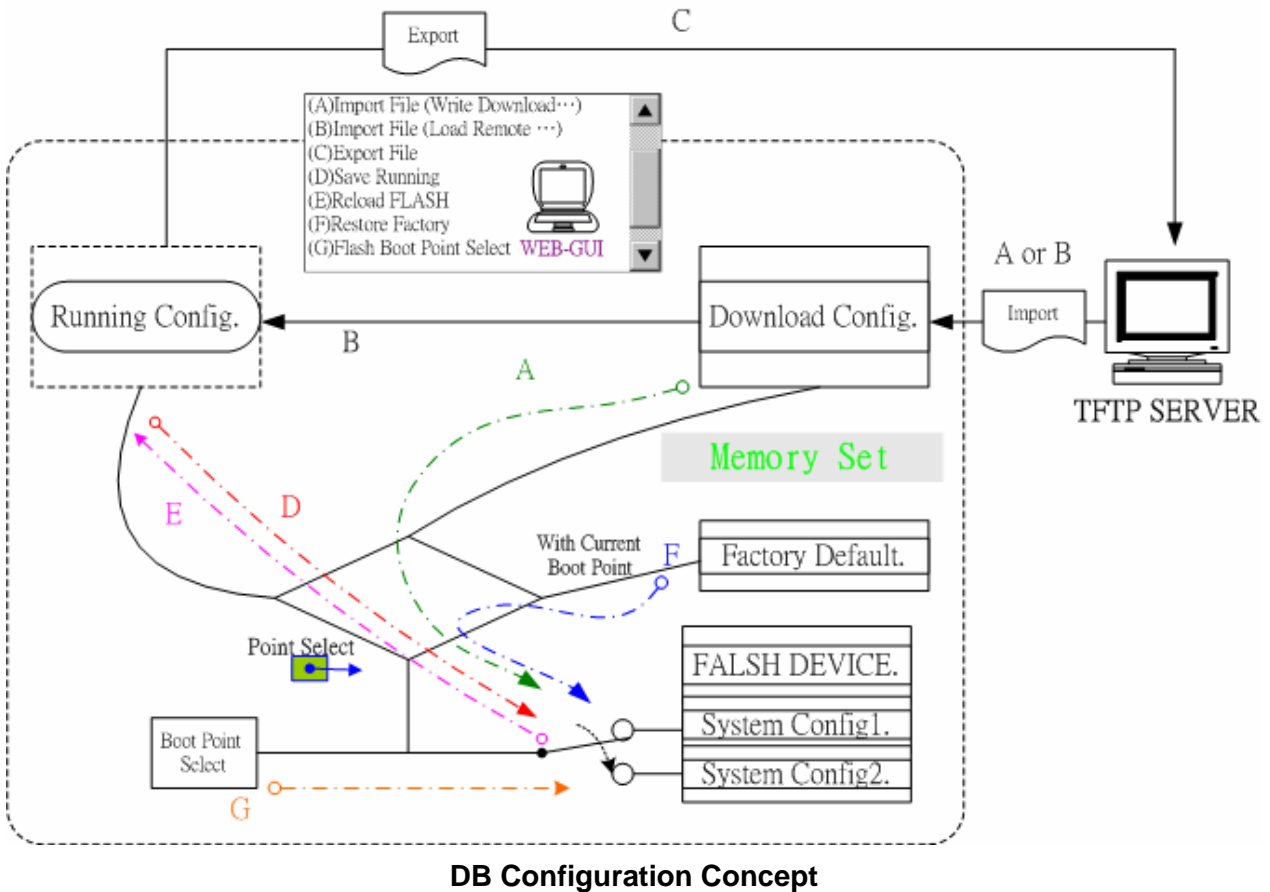 Export
C
(A)Import File (Write Download···)
(B)Import File (Load Remote ···)
(C)Export File
(D)Save Running
(E)Reload FLASH
(F)Restore Factory
(G)Flash Boot Point Select WEB-GUI
Running Config.
B
Download Config.
A or B
Import
TFTP SERVER
A
Memory Set
E
D
With Current
Boot Point
F
Factory Default.
Point Select
FALSH DEVICE.
System Config1.
System Config2.
Boot Point
Select
G
DB Configuration Concept